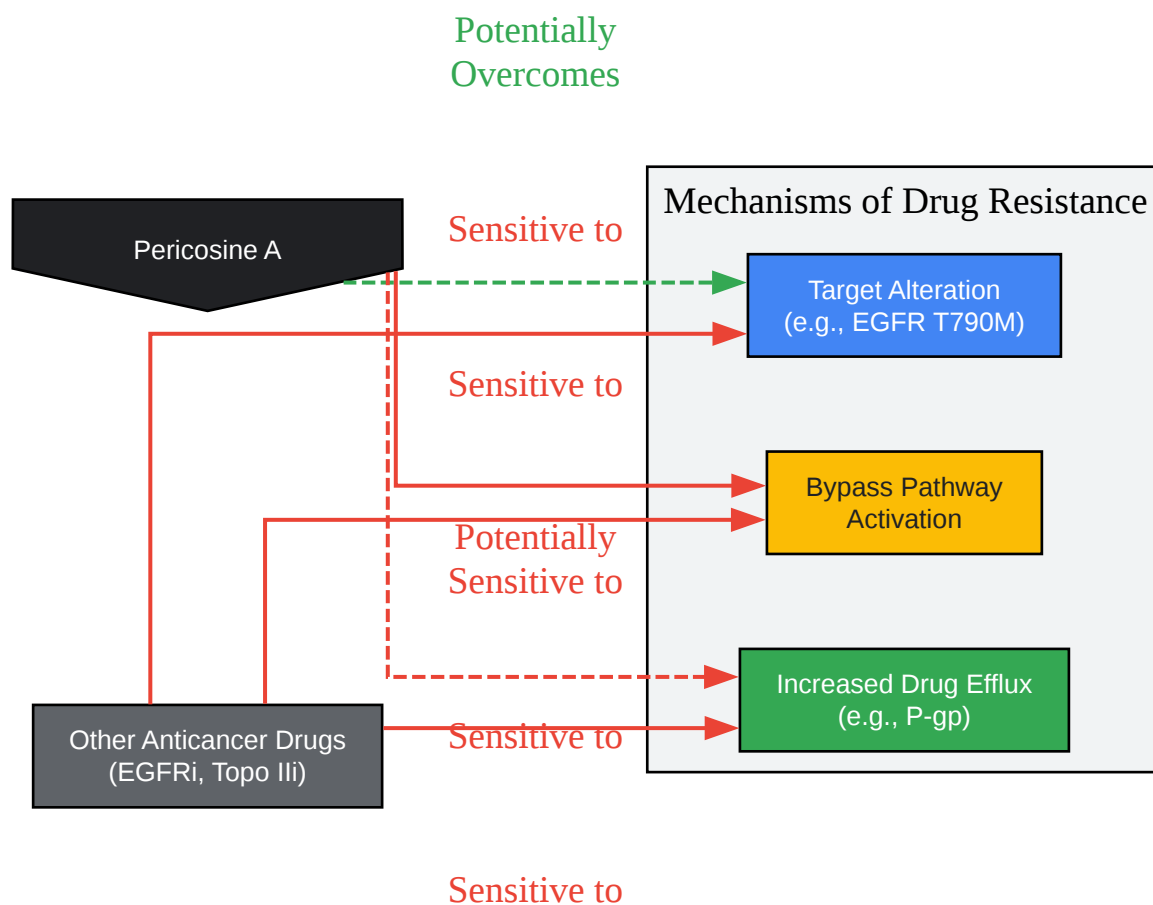 Potentially
Overcomes
Mechanisms of Drug Resistance
Sensitive to
Pericosine A
Target Alteration
(e.g., EGFR T790M)
Sensitive to
Bypass Pathway
Activation
Potentially
Sensitive to
Increased Drug Efflux
(e.g., P-gp)
Other Anticancer Drugs
(EGFRi, Topo IIi)
Sensitive to
Sensitive to